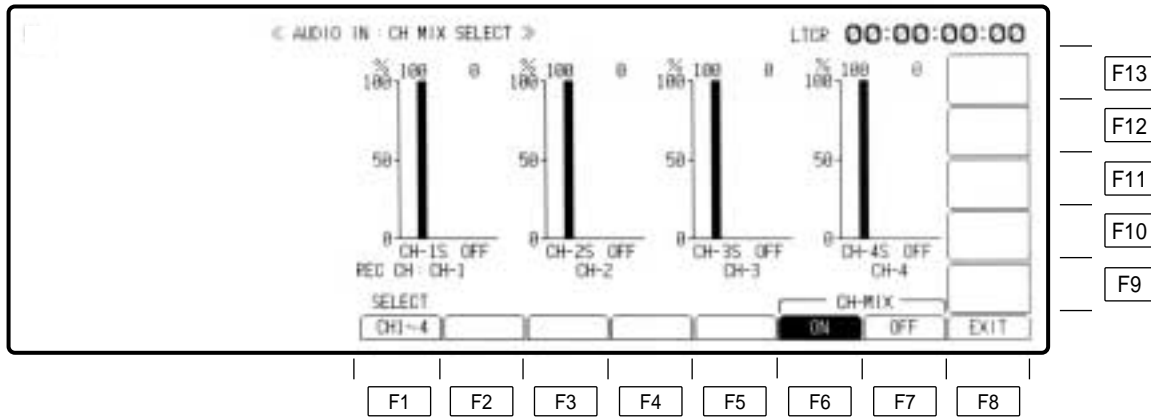 « AUDIO IN : CH MIX SELECT » LTCR 00:00:00:00
% 100 0 % 100 0 % 100 0 % 100 0
100 100 100 100
50 50 50 50
0 0 0 0
CH-1S OFF CH-2S OFF CH-3S OFF CH-4S OFF
REC CH : CH-1 CH-2 CH-3 CH-4
SELECT CH-MIX
CH1~4 ON OFF EXIT
F13
F12
F11
F10
F9
F1 F2 F3 F4 F5 F6 F7 F8